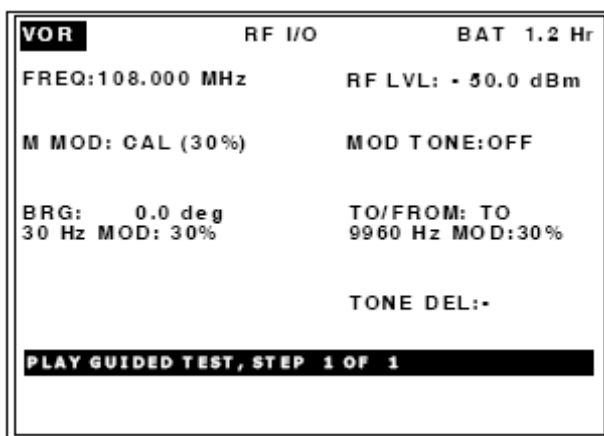 VOR RF I/O BAT 1.2 Hr
FREQ:108.000 MHz RF LVL: - 50.0 dBm
M MOD: CAL (30%) MOD TONE:OFF
BRG: 0.0 deg TO/FROM: TO
30 Hz MOD: 30% 9960 Hz MOD:30%
TONE DEL:-
PLAY GUIDED TEST, STEP 1 OF 1